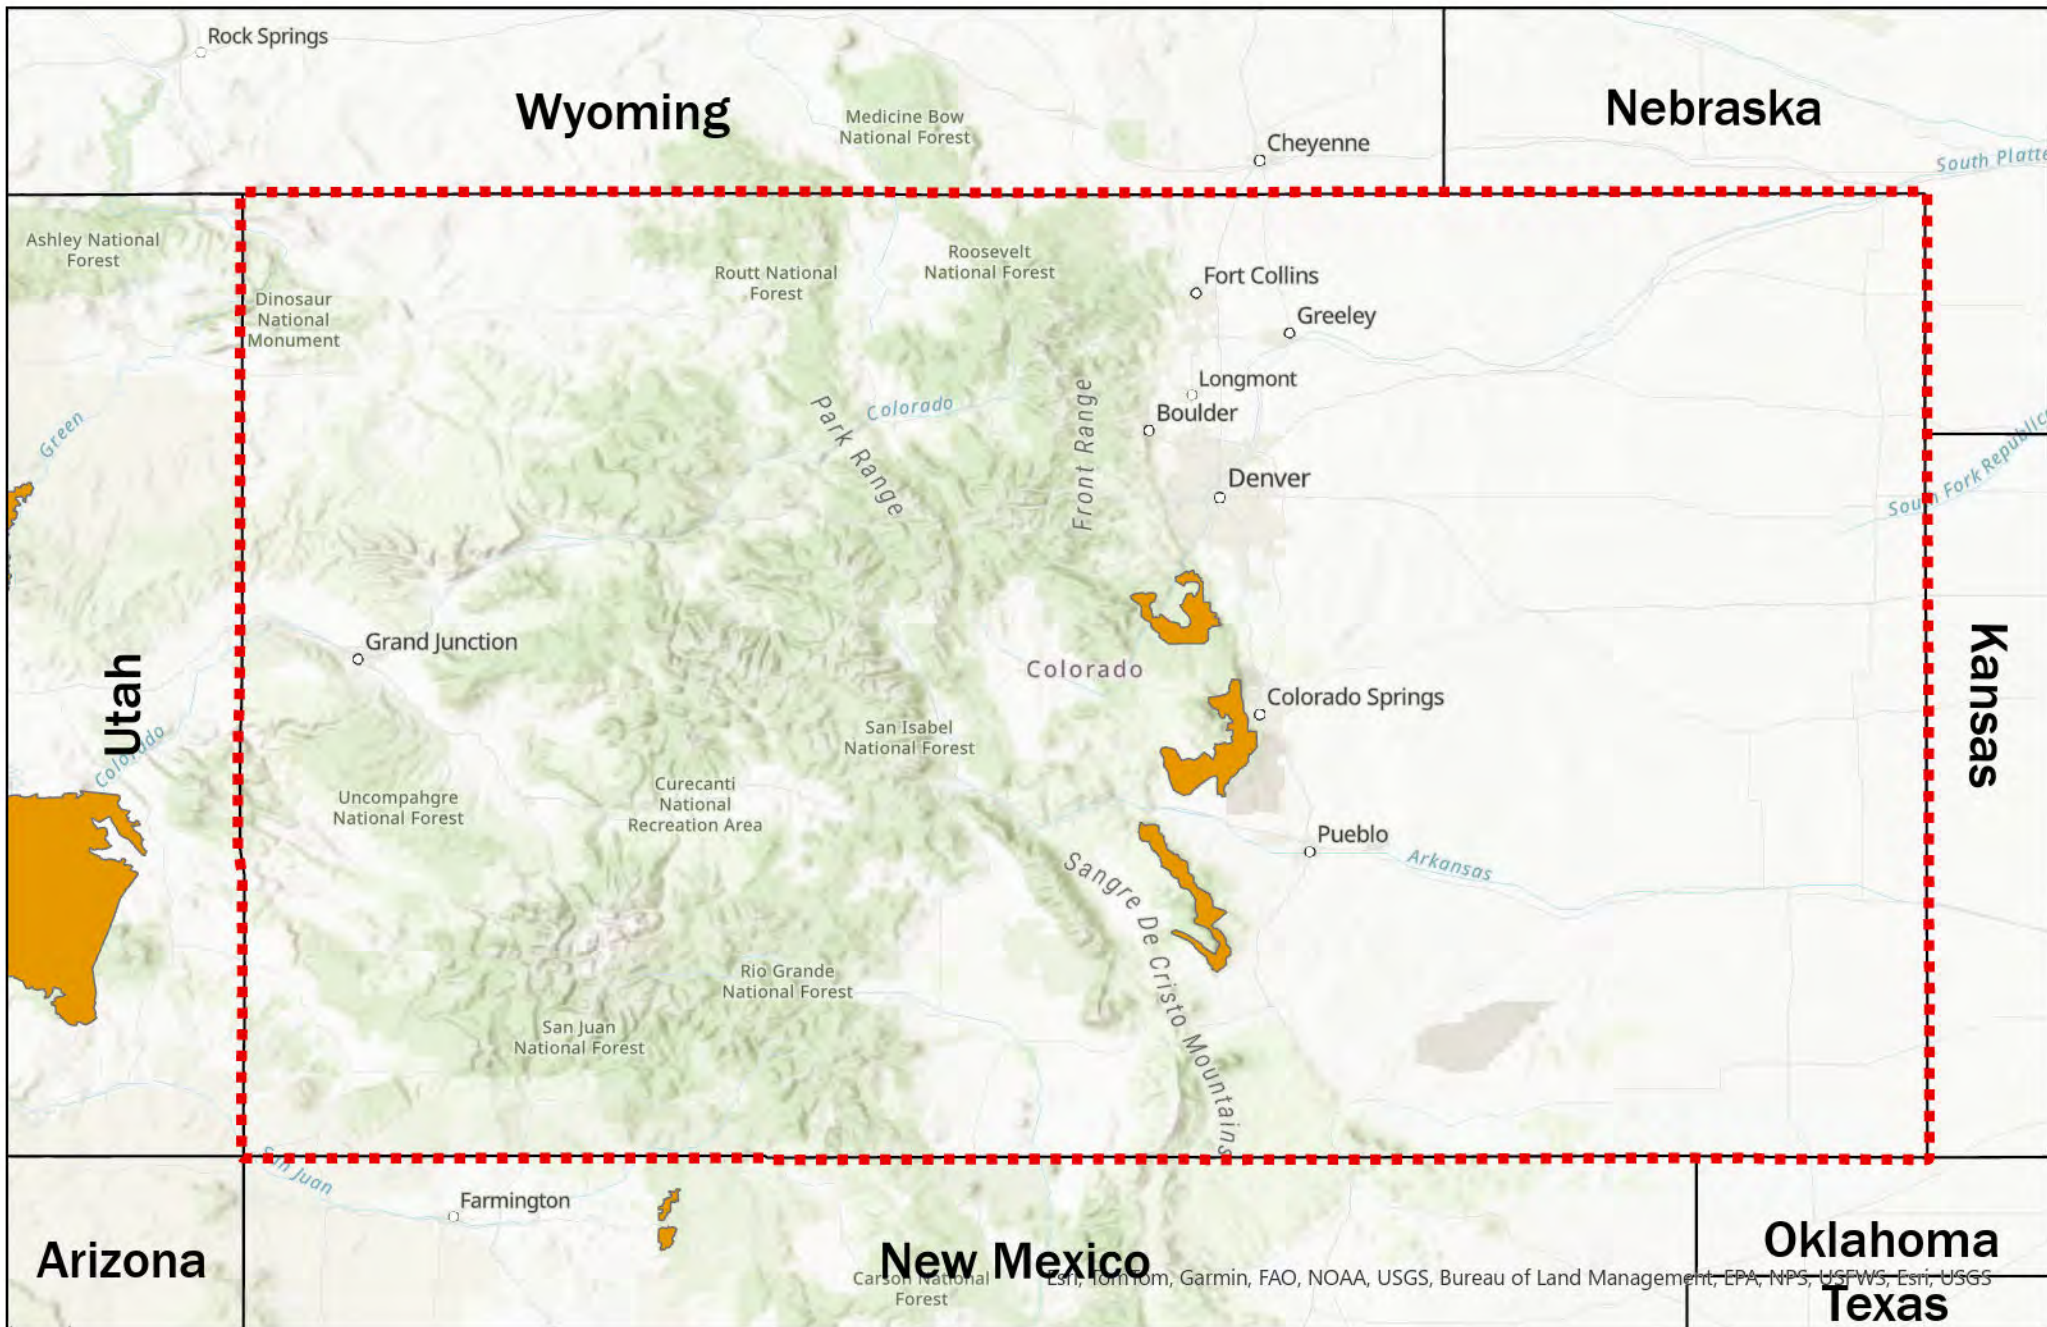 Rock Springs
Wyoming
Medicine Bow
National Forest
Nebraska
Cheyenne
South Platte
Ashley National
Forest
Dinosaur
National
Monument
Routt National
Forest
Roosevelt
National Forest
Fort Collins
Greeley
Longmont
Boulder
Colorado
Park Range
Front Range
Green
Denver
South Fork Republic
Grand Junction
Colorado
Utah
Colorado
Kansas
Colorado Springs
San Isabel
National Forest
Uncompahgre
National Forest
Curecanti
National
Recreation Area
Pueblo
Arkansas
Sangre De Cristo Mountains
Rio Grande
National Forest
San Juan
National Forest
San Juan
Farmington
Arizona
New Mexico
Carson National
Forest
Oklahoma
Esri, TomTom, Garmin, FAO, NOAA, USGS, Bureau of Land Management, EPA, NPS, USFWS, Esri, USGS
Texas